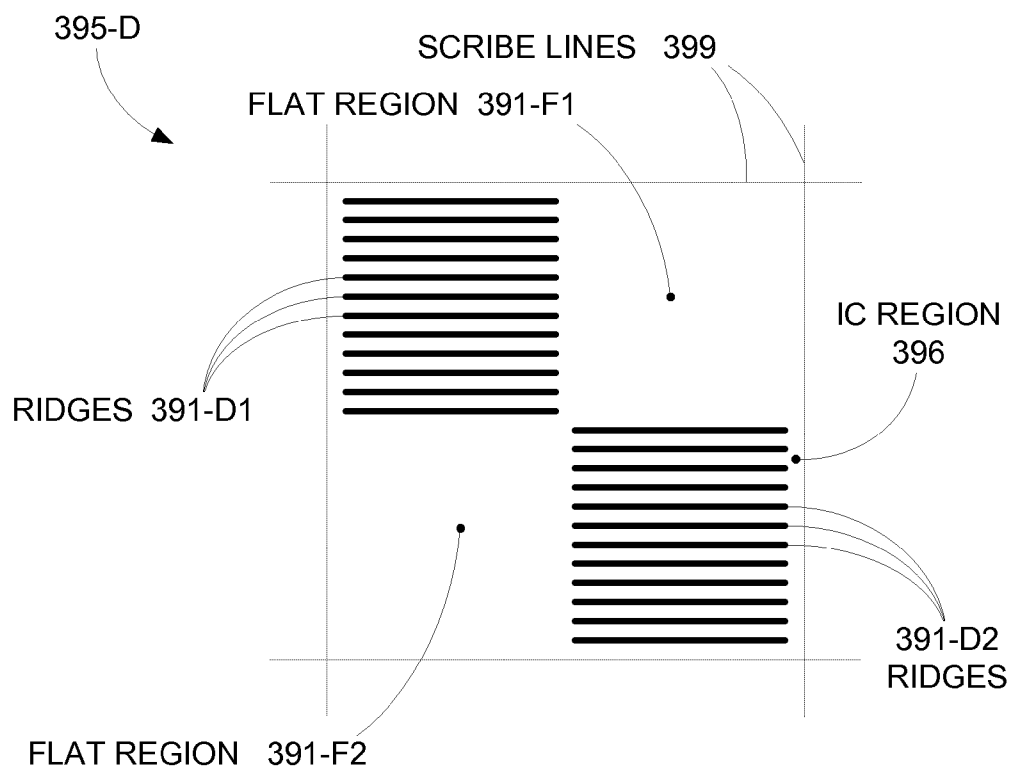 395-D
SCRIBE LINES 399
FLAT REGION 391-F1
IC REGION
396
RIDGES 391-D1
391-D2
RIDGES
FLAT REGION 391-F2